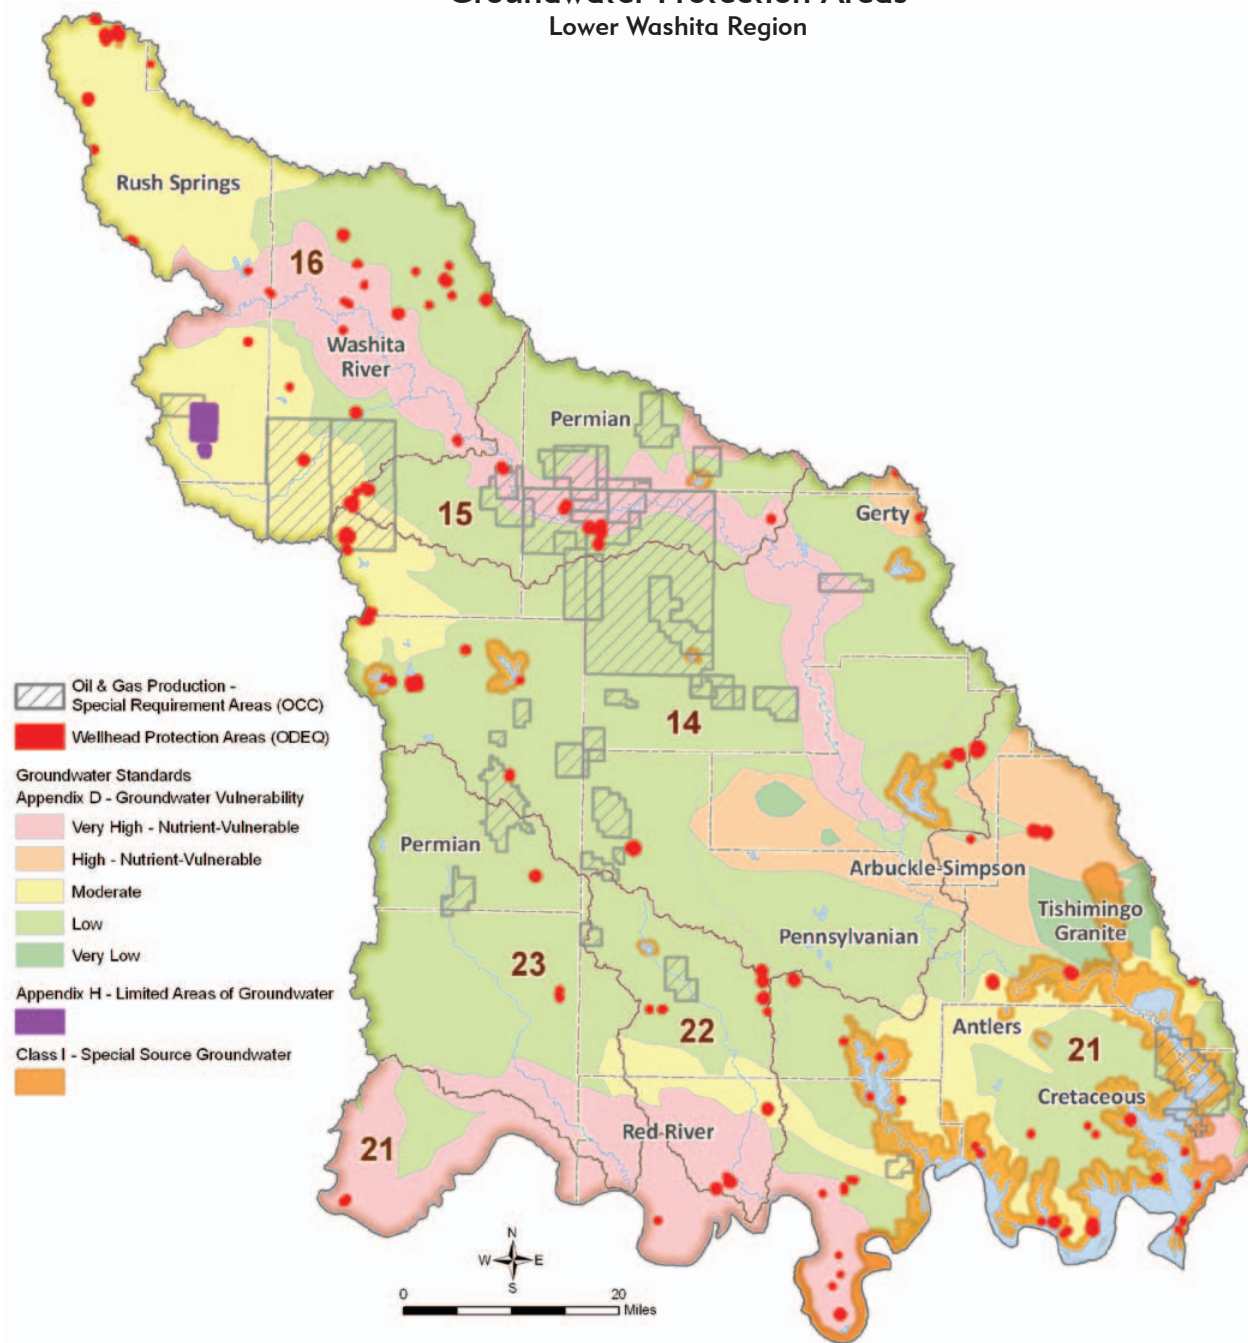 Groundwater Protection Areas
Lower Washita Region
Rush Springs
16
Washita
River
Permian
15
Gerty
14
Permian
Arbuckle-Simpson
Tishimingo
Granite
Pennsylvanian
23
22
Antlers
21
Cretaceous
Red River
21
Oil & Gas Production -
Special Requirement Areas (OCC)
Wellhead Protection Areas (ODEQ)
Groundwater Standards
Appendix D - Groundwater Vulnerability
Very High - Nutrient-Vulnerable
High - Nutrient-Vulnerable
Moderate
Low
Very Low
Appendix H - Limited Areas of Groundwater
Class I - Special Source Groundwater
N
W E
S
0 20
Miles